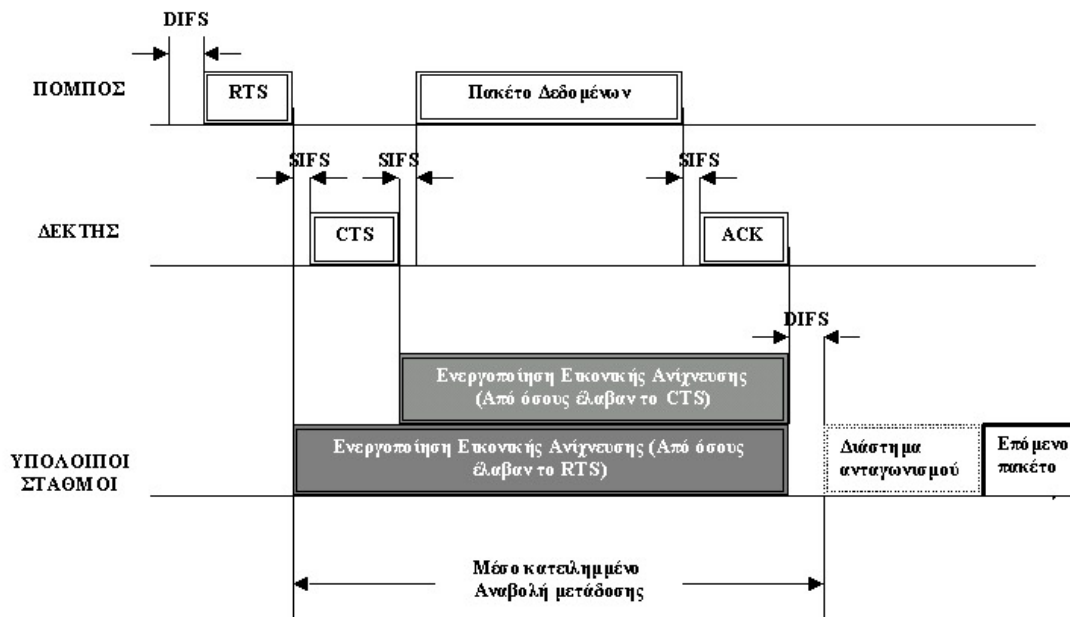 DIFS
ΠΟΜΠΟΣ
RTS
Πακέτο Δεδομένων
SIFS
SIFS
SIFS
ΔΕΚΤΗΣ
CTS
ACK
DIFS
Ενεργοποίηση Εικονικής Ανίχνευσης
(Από όσους έλαβαν το CTS)
ΥΠΟΛΟΙΠΟΙ
ΣΤΑΘΜΟΙ
Ενεργοποίηση Εικονικής Ανίχνευσης (Από όσους
έλαβαν το RTS)
Διάστημα
ανταγωνισμού
Επόμενο
πακέτο
Μέσο κατειλημμένο
Αναβολή μετάδοσης